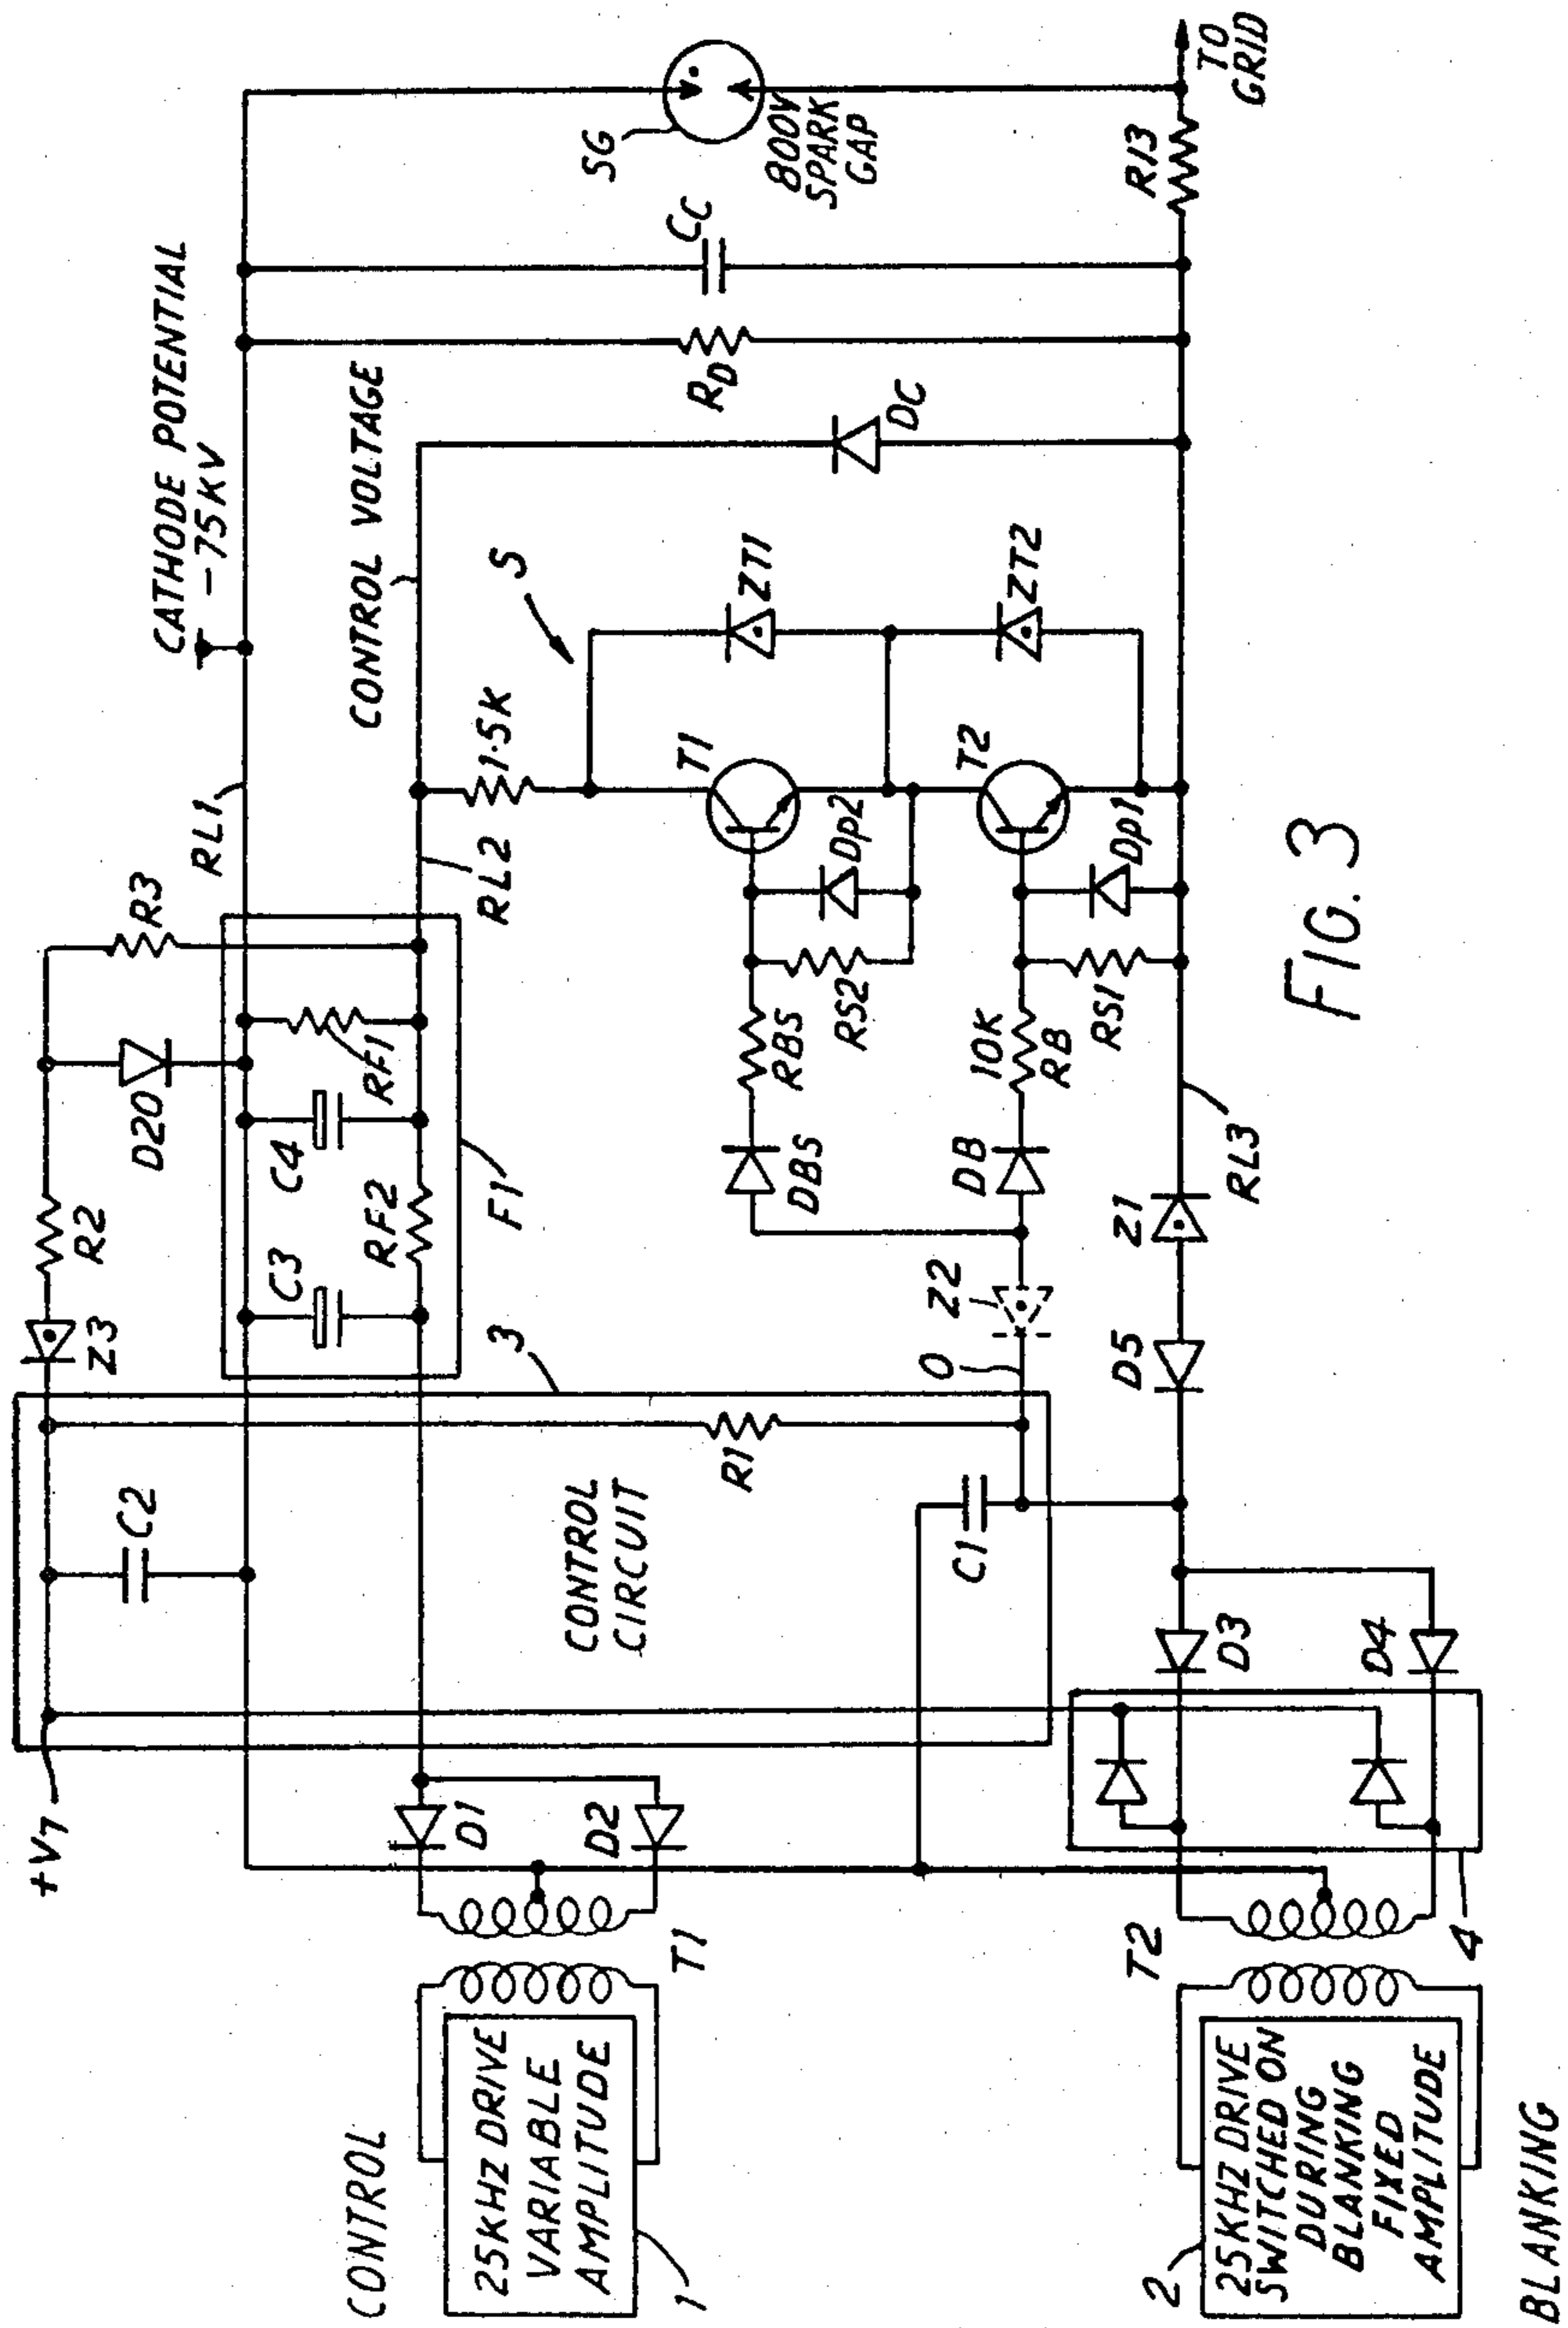 CATHODE POTENTIAL
-75KV
RL1
R3
D20
R2
Z3
+V7
C2
C3
C4
RF1
RF2
F1
3
CONTROL VOLTAGE
RL2
1.5K
S
SG
800V
SPARK
GAP
CC
RD
DC
ZT1
ZT2
T1
T2
Dp2
Dp1
RS2
RBS
DBS
10K
RB
RS1
DB
Z2
O
R1
C1
CONTROL
CIRCUIT
R13
TO
GRID
RL3
Z1
D5
D3
D4
D1
D2
T1
T2
4
CONTROL
25KHZ DRIVE
VARIABLE
AMPLITUDE
1
2
25KHZ DRIVE
SWITCHED ON
DURING
BLANKING
FIXED
AMPLITUDE
BLANKING
FIG. 3